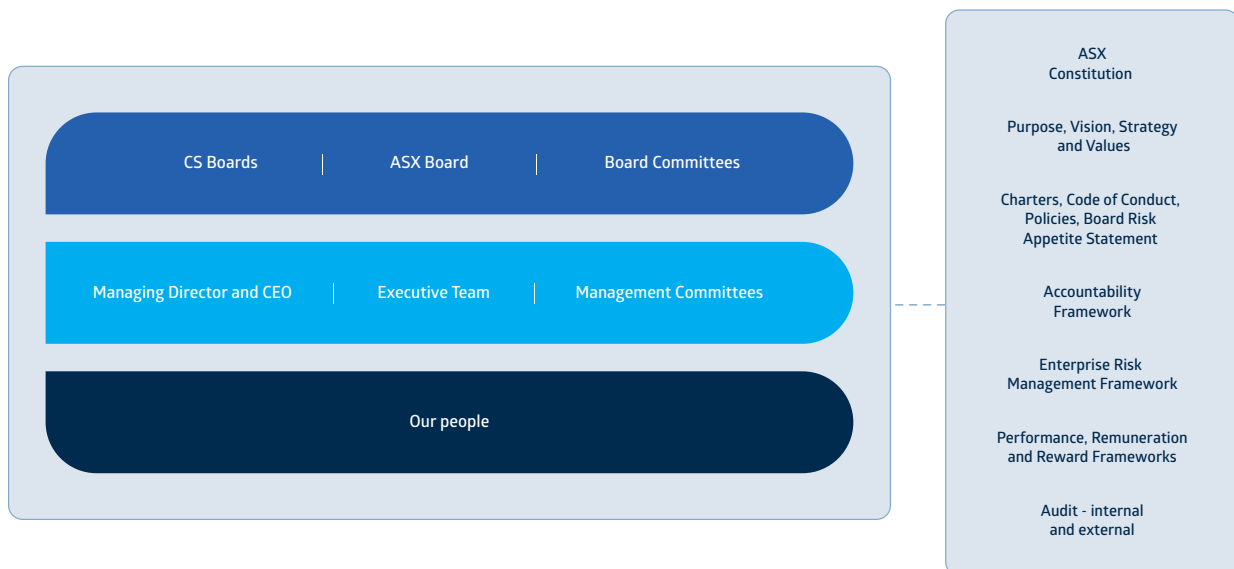 CS Boards
ASX Board
Board Committees
Managing Director and CEO
Executive Team
Management Committees
Our people
ASX
Constitution
Purpose, Vision, Strategy
and Values
Charters, Code of Conduct,
Policies, Board Risk
Appetite Statement
Accountability
Framework
Enterprise Risk
Management Framework
Performance, Remuneration
and Reward Frameworks
Audit - internal
and external